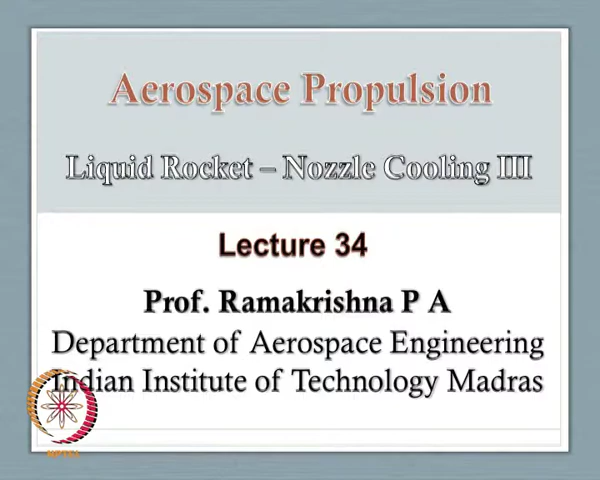 Aerospace Propulsion
Liquid Rocket – Nozzle Cooling III
Lecture 34
Prof. Ramakrishna P A
Department of Aerospace Engineering
Indian Institute of Technology Madras
NPTEL